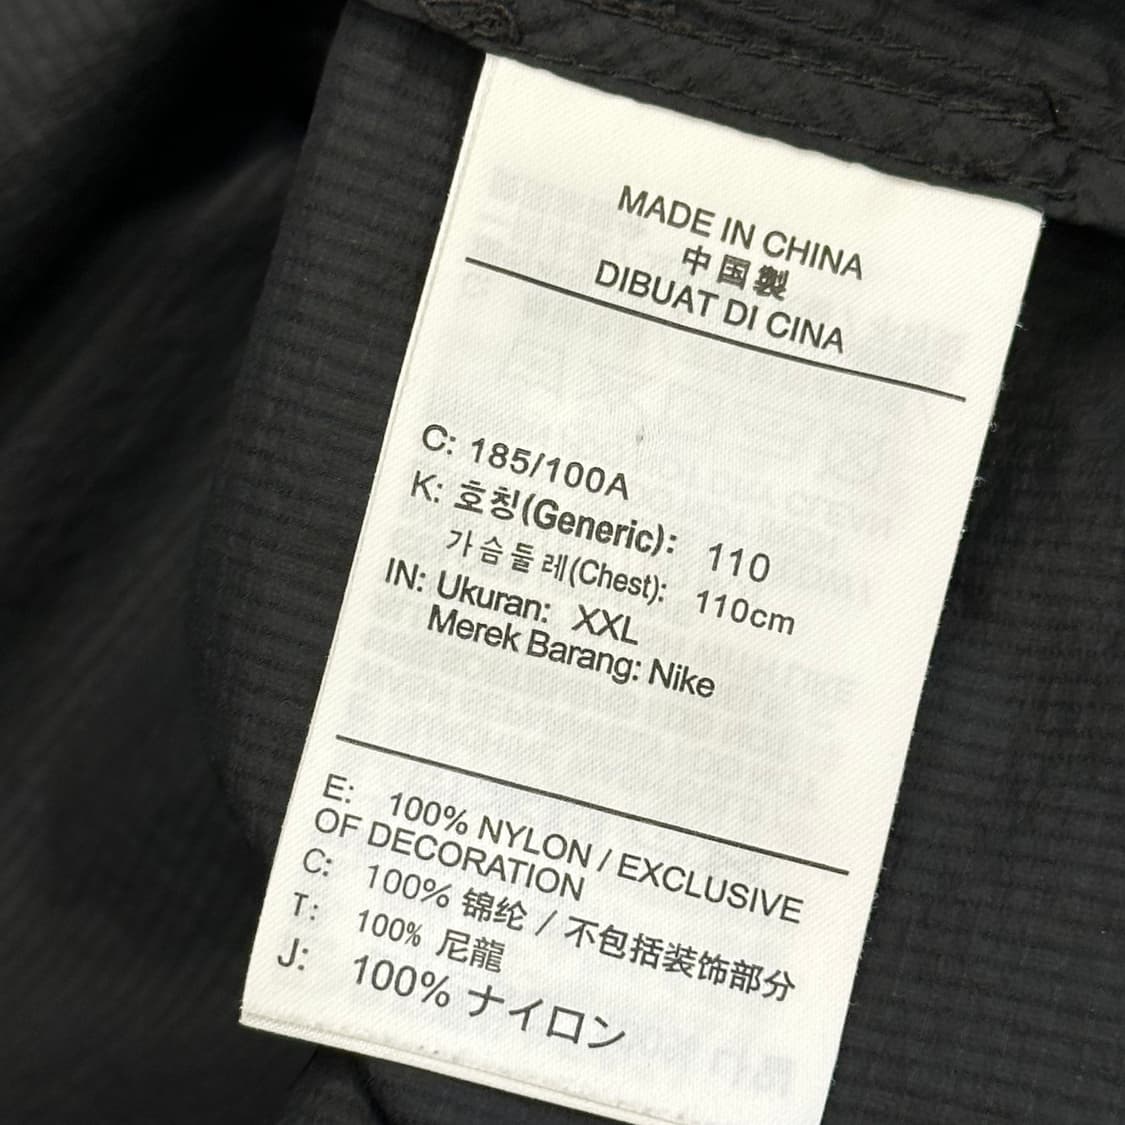 MADE IN CHINA
中国製
DIBUAT DI CINA
C: 185/100A
K: 호칭(Generic): 110
가슴둘레(Chest): 110cm
IN: Ukuran: XXL
Merek Barang: Nike
E: 100% NYLON / EXCLUSIVE
OF DECORATION
C: 100% 锦纶 / 不包括装饰部分
T: 100% 尼龍
J: 100% ナイロン